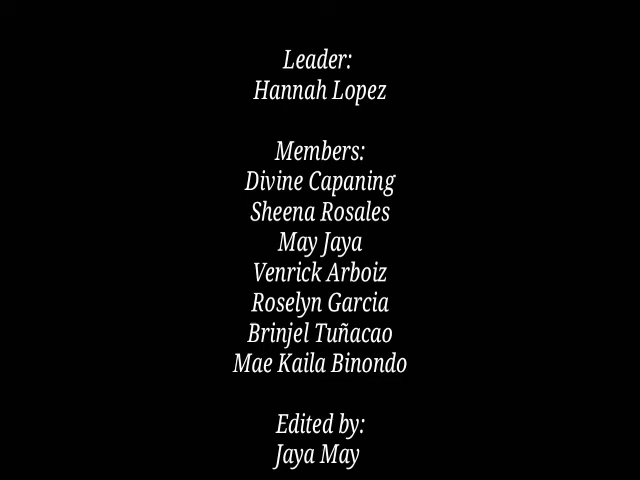 Leader:
Hannah Lopez
Members:
Divine Capaning
Sheena Rosales
May Jaya
Venrick Arboiz
Roselyn Garcia
Brinjel Tuñacao
Mae Kaila Binondo
Edited by:
Jaya May